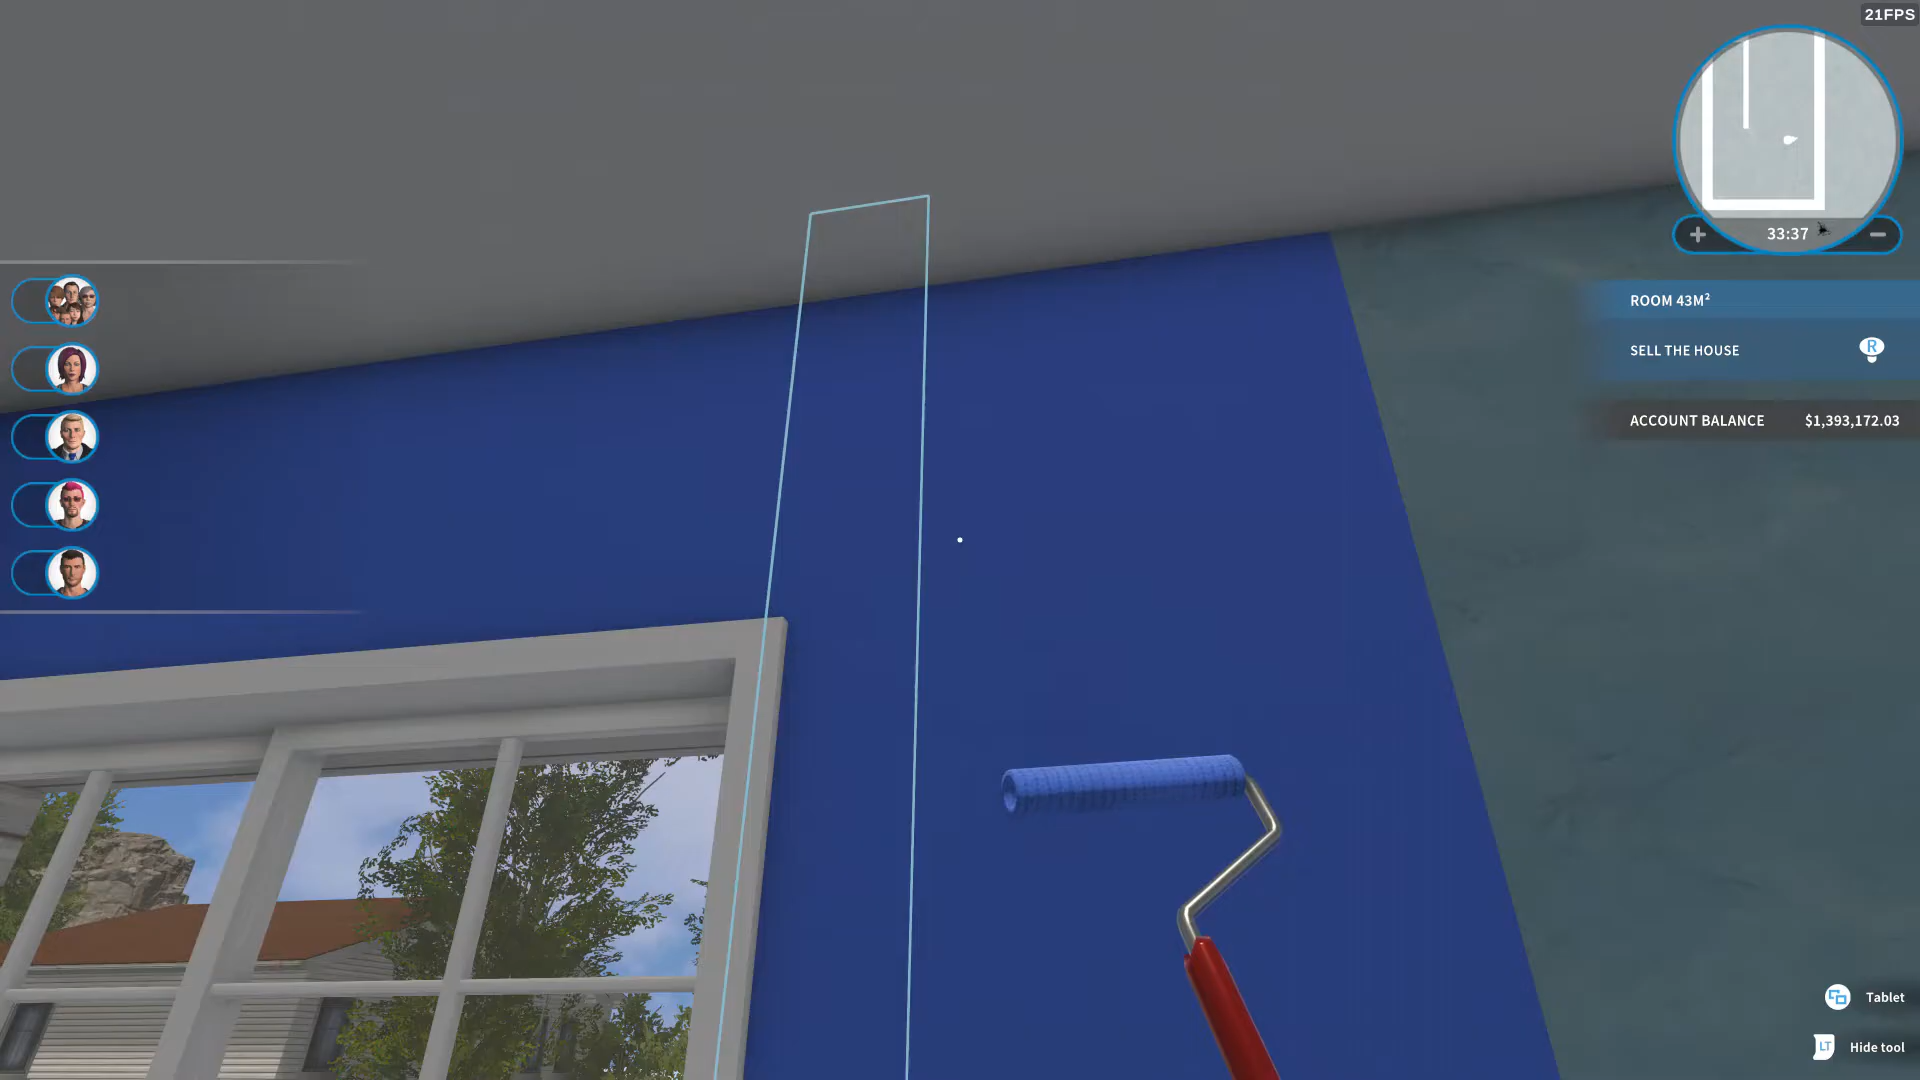 21FPS
33:37
ROOM 43M²
SELL THE HOUSE
R
ACCOUNT BALANCE $1,393,172.03
Tablet
LT Hide tool